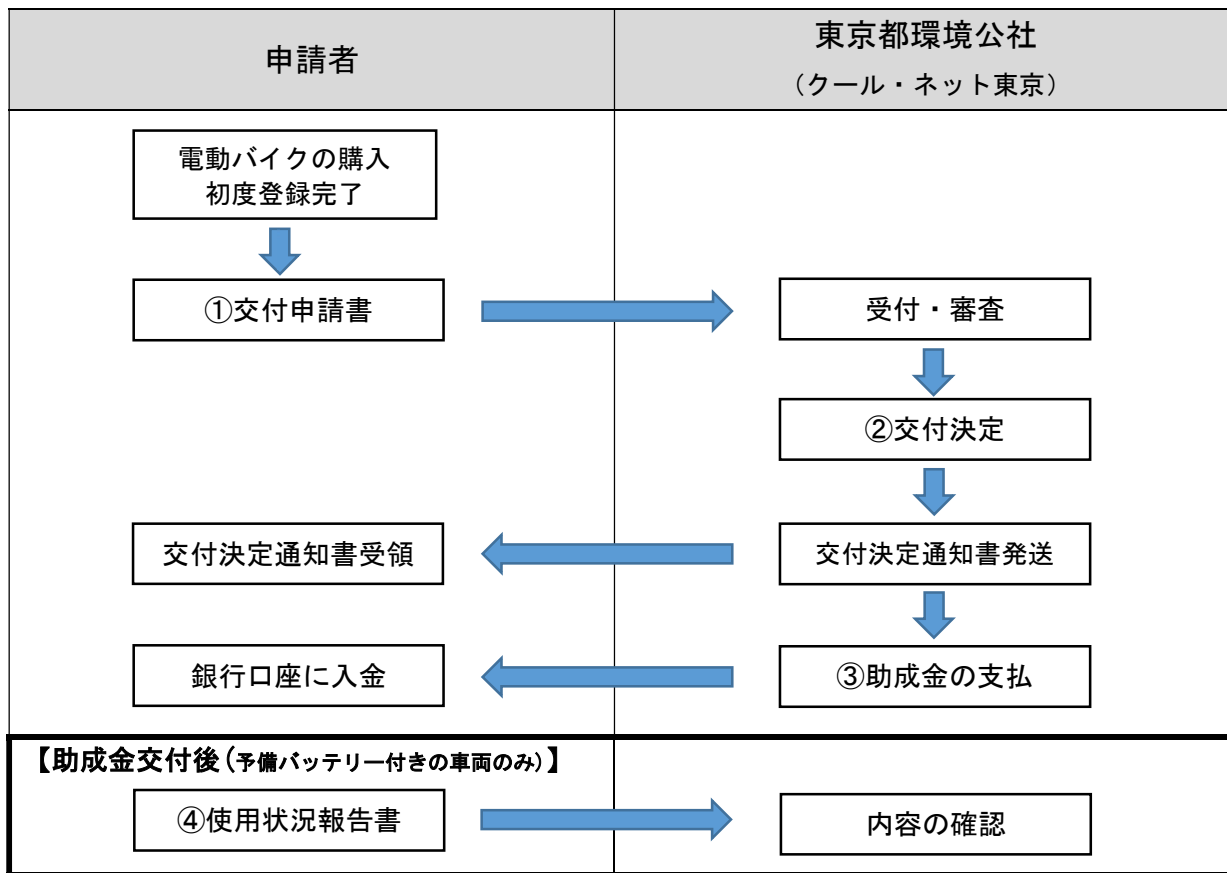 申請者
東京都環境公社
（クール・ネット東京）
電動バイクの購入
初度登録完了
①交付申請書
受付・審査
②交付決定
交付決定通知書受領
交付決定通知書発送
銀行口座に入金
③助成金の支払
【助成金交付後（予備バッテリー付きの車両のみ）】
④使用状況報告書
内容の確認